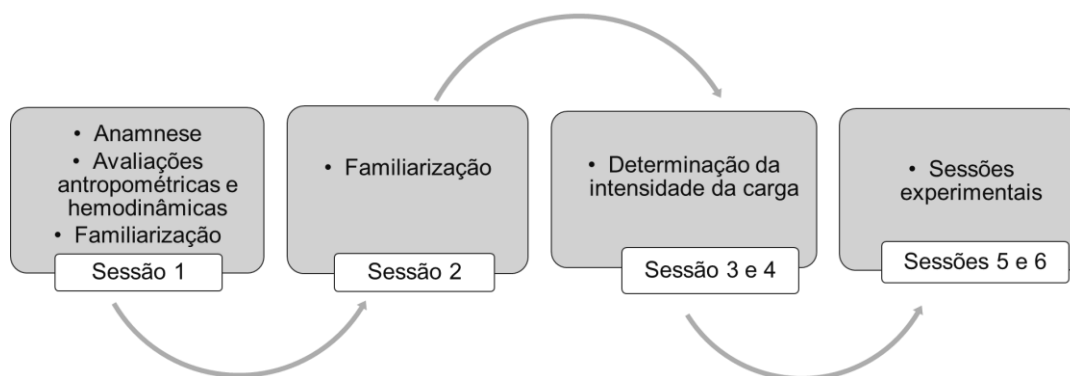 • Anamnese
• Avaliações
antropométricas e
hemodinâmicas
• Familiarização
Sessão 1
• Familiarização
Sessão 2
• Determinação da
intensidade da carga
Sessão 3 e 4
• Sessões
experimentais
Sessões 5 e 6